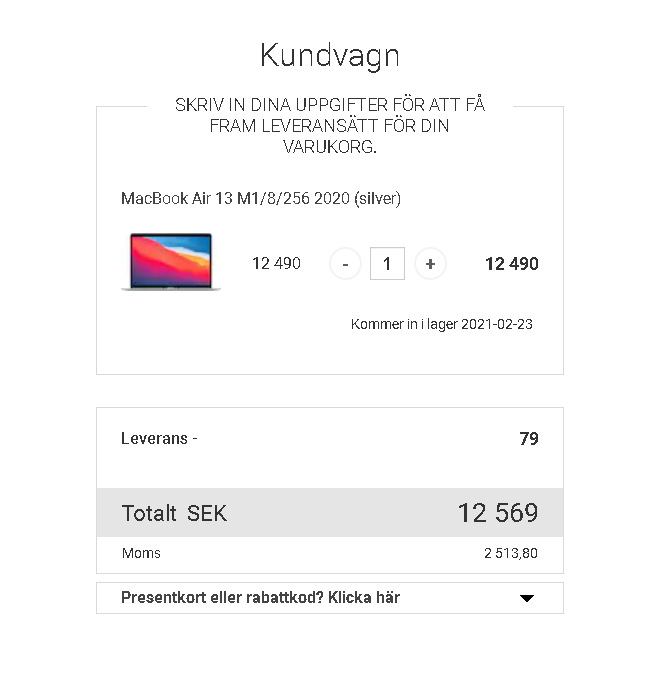 Kundvagn
SKRIV IN DINA UPPGIFTER FÖR ATT FÅ
FRAM LEVERANSÄTT FÖR DIN
VARUKORG.
MacBook Air 13 M1/8/256 2020 (silver)
12 490 - 1 + 12 490
Kommer in i lager 2021-02-23
Leverans - 79
Totalt SEK 12 569
Moms 2 513,80
Presentkort eller rabattkod? Klicka här